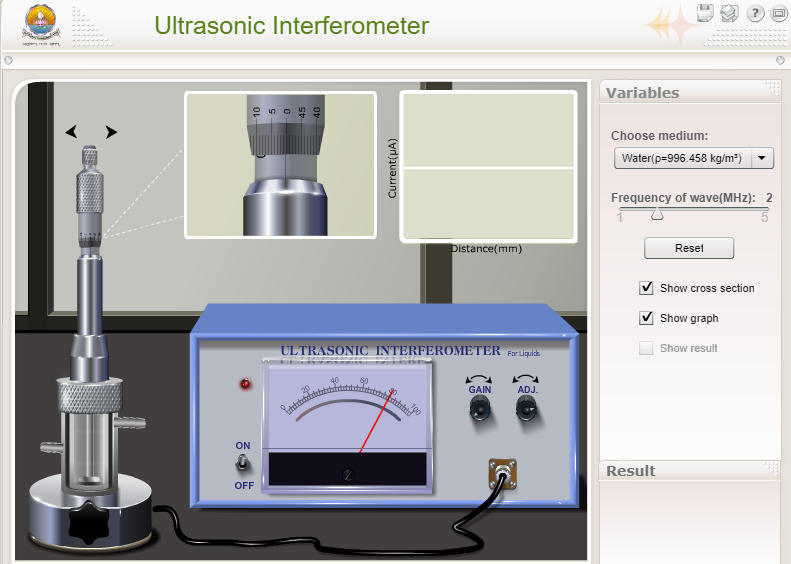 Ultrasonic Interferometer
Variables
Choose medium:
Water(ρ=996.458 kg/m³)
Frequency of wave(MHz): 2
1 5
Reset
Show cross section
Show graph
Show result
Result
10 5 0 45 40
0
Current(μA)
Distance(mm)
ULTRASONIC INTERFEROMETER For Liquids
0 20 40 60 80 100
GAIN ADJ.
ON
OFF